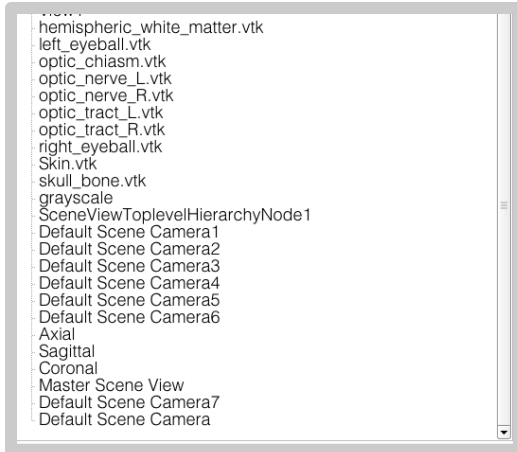 hemispheric_white_matter.vtk
left_eyeball.vtk
optic_chiasm.vtk
optic_nerve_L.vtk
optic_nerve_R.vtk
optic_tract_L.vtk
optic_tract_R.vtk
right_eyeball.vtk
Skin.vtk
skull_bone.vtk
grayscale
SceneViewToplevelHierarchyNode1
Default Scene Camera1
Default Scene Camera2
Default Scene Camera3
Default Scene Camera4
Default Scene Camera5
Default Scene Camera6
Axial
Sagittal
Coronal
Master Scene View
Default Scene Camera7
Default Scene Camera